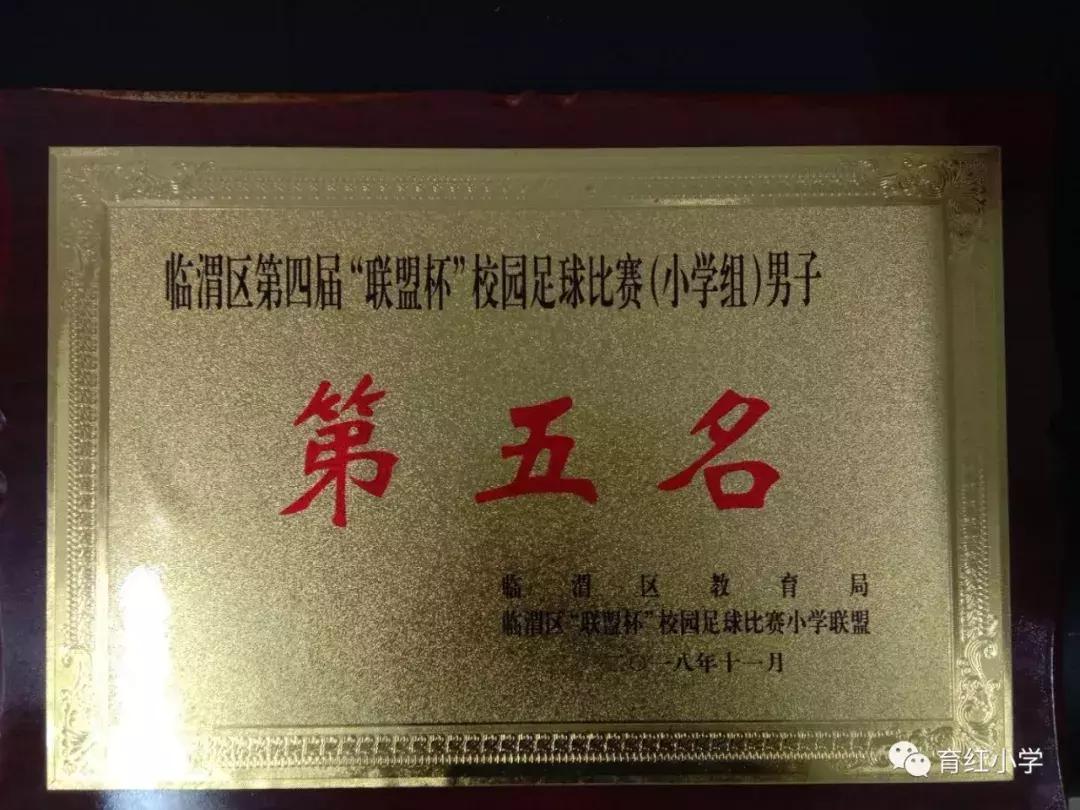 临渭区第四届“联盟杯”校园足球比赛(小学组)男子
第五名
临渭区教育局
临渭区“联盟杯”校园足球比赛小学联盟
二〇一八年十一月
育红小学